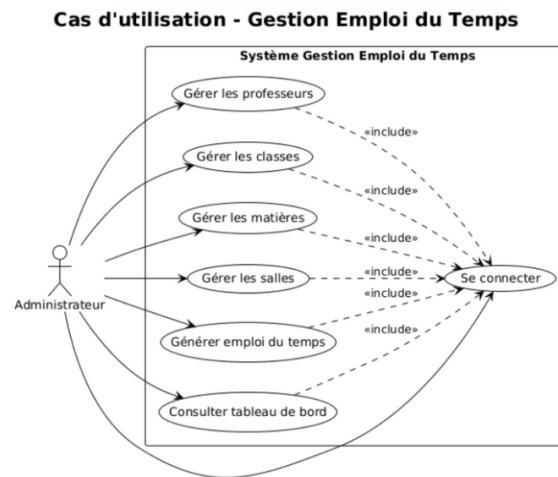 Cas d'utilisation - Gestion Emploi du Temps
Système Gestion Emploi du Temps
Gérer les professeurs
«include»
Gérer les classes
«include»
Gérer les matières
«include»
Administrateur
Gérer les salles
«include»
Se connecter
«include»
Générer emploi du temps
«include»
Consulter tableau de bord